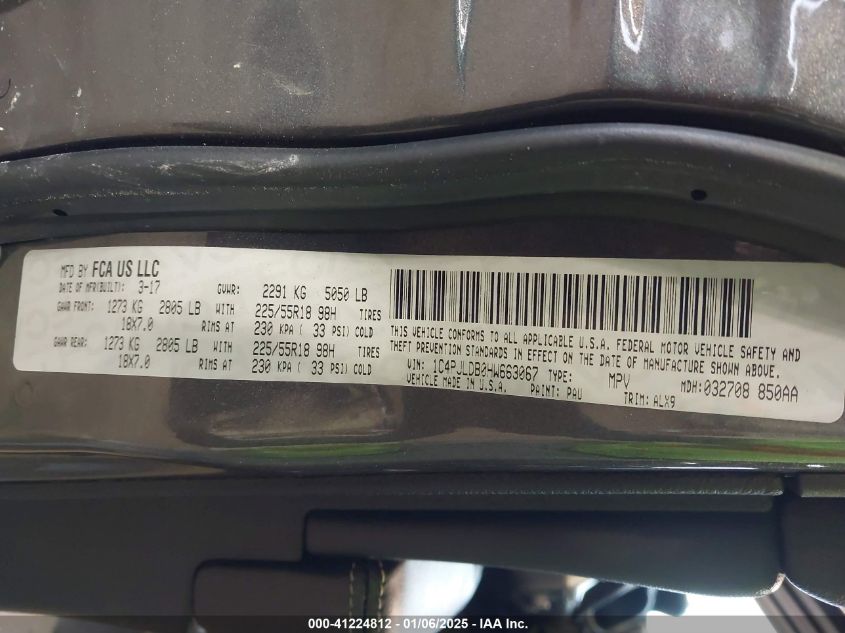 MFD BY FCA US LLC
DATE OF MFR(BUILT): 3-17 GVWR: 2291 KG 5050 LB
GAWR FRONT: 1273 KG 2805 LB WITH 225/55R18 98H TIRES
18X7.0 RIMS AT 230 KPA ( 33 PSI) COLD
GAWR REAR: 1273 KG 2805 LB WITH 225/55R18 98H TIRES
18X7.0 RIMS AT 230 KPA ( 33 PSI) COLD
THIS VEHICLE CONFORMS TO ALL APPLICABLE U.S.A. FEDERAL MOTOR VEHICLE SAFETY AND
THEFT PREVENTION STANDARDS IN EFFECT ON THE DATE OF MANUFACTURE SHOWN ABOVE.
VIN: 1C4PJLDB0HW663067 TYPE: MPV MDH:032708 850AA
VEHICLE MADE IN U.S.A. PAINT: PAU TRIM: ALX9
000-41224812 - 01/06/2025 - IAA Inc.